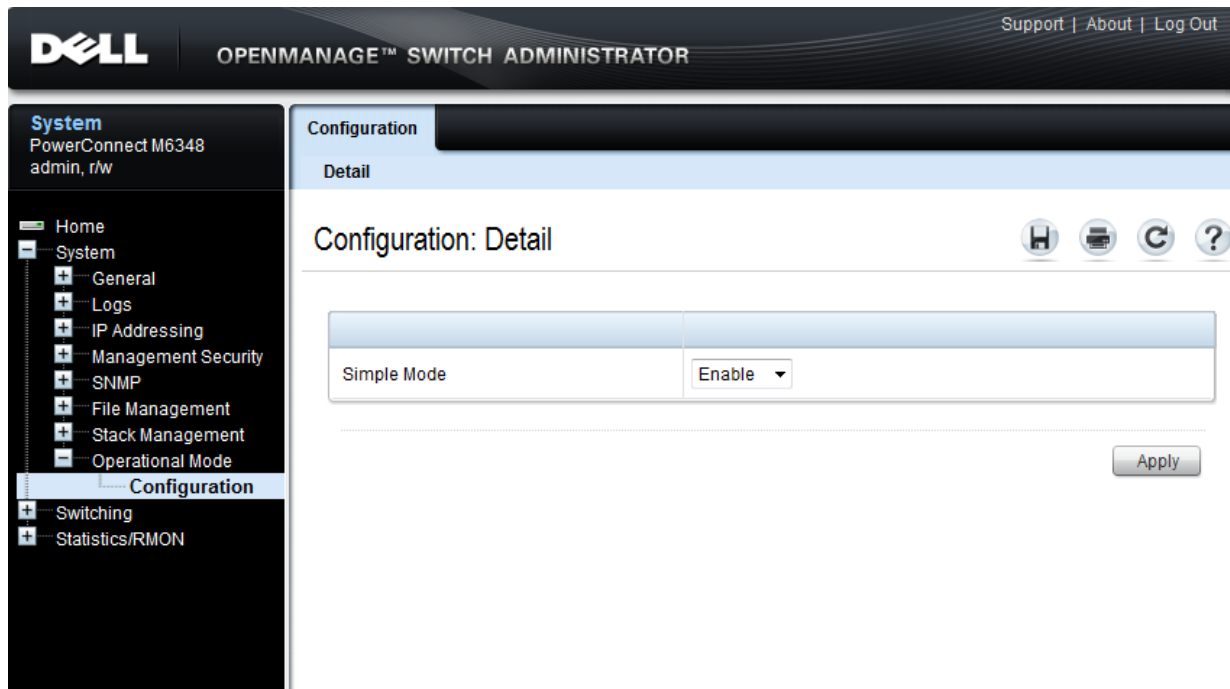 Support | About | Log Out
DELL
OPENMANAGE™ SWITCH ADMINISTRATOR
System
PowerConnect M6348
admin, r/w
Home
System
General
Logs
IP Addressing
Management Security
SNMP
File Management
Stack Management
Operational Mode
Configuration
Switching
Statistics/RMON
Configuration
Detail
Configuration: Detail
H C ?
Simple Mode Enable
Apply